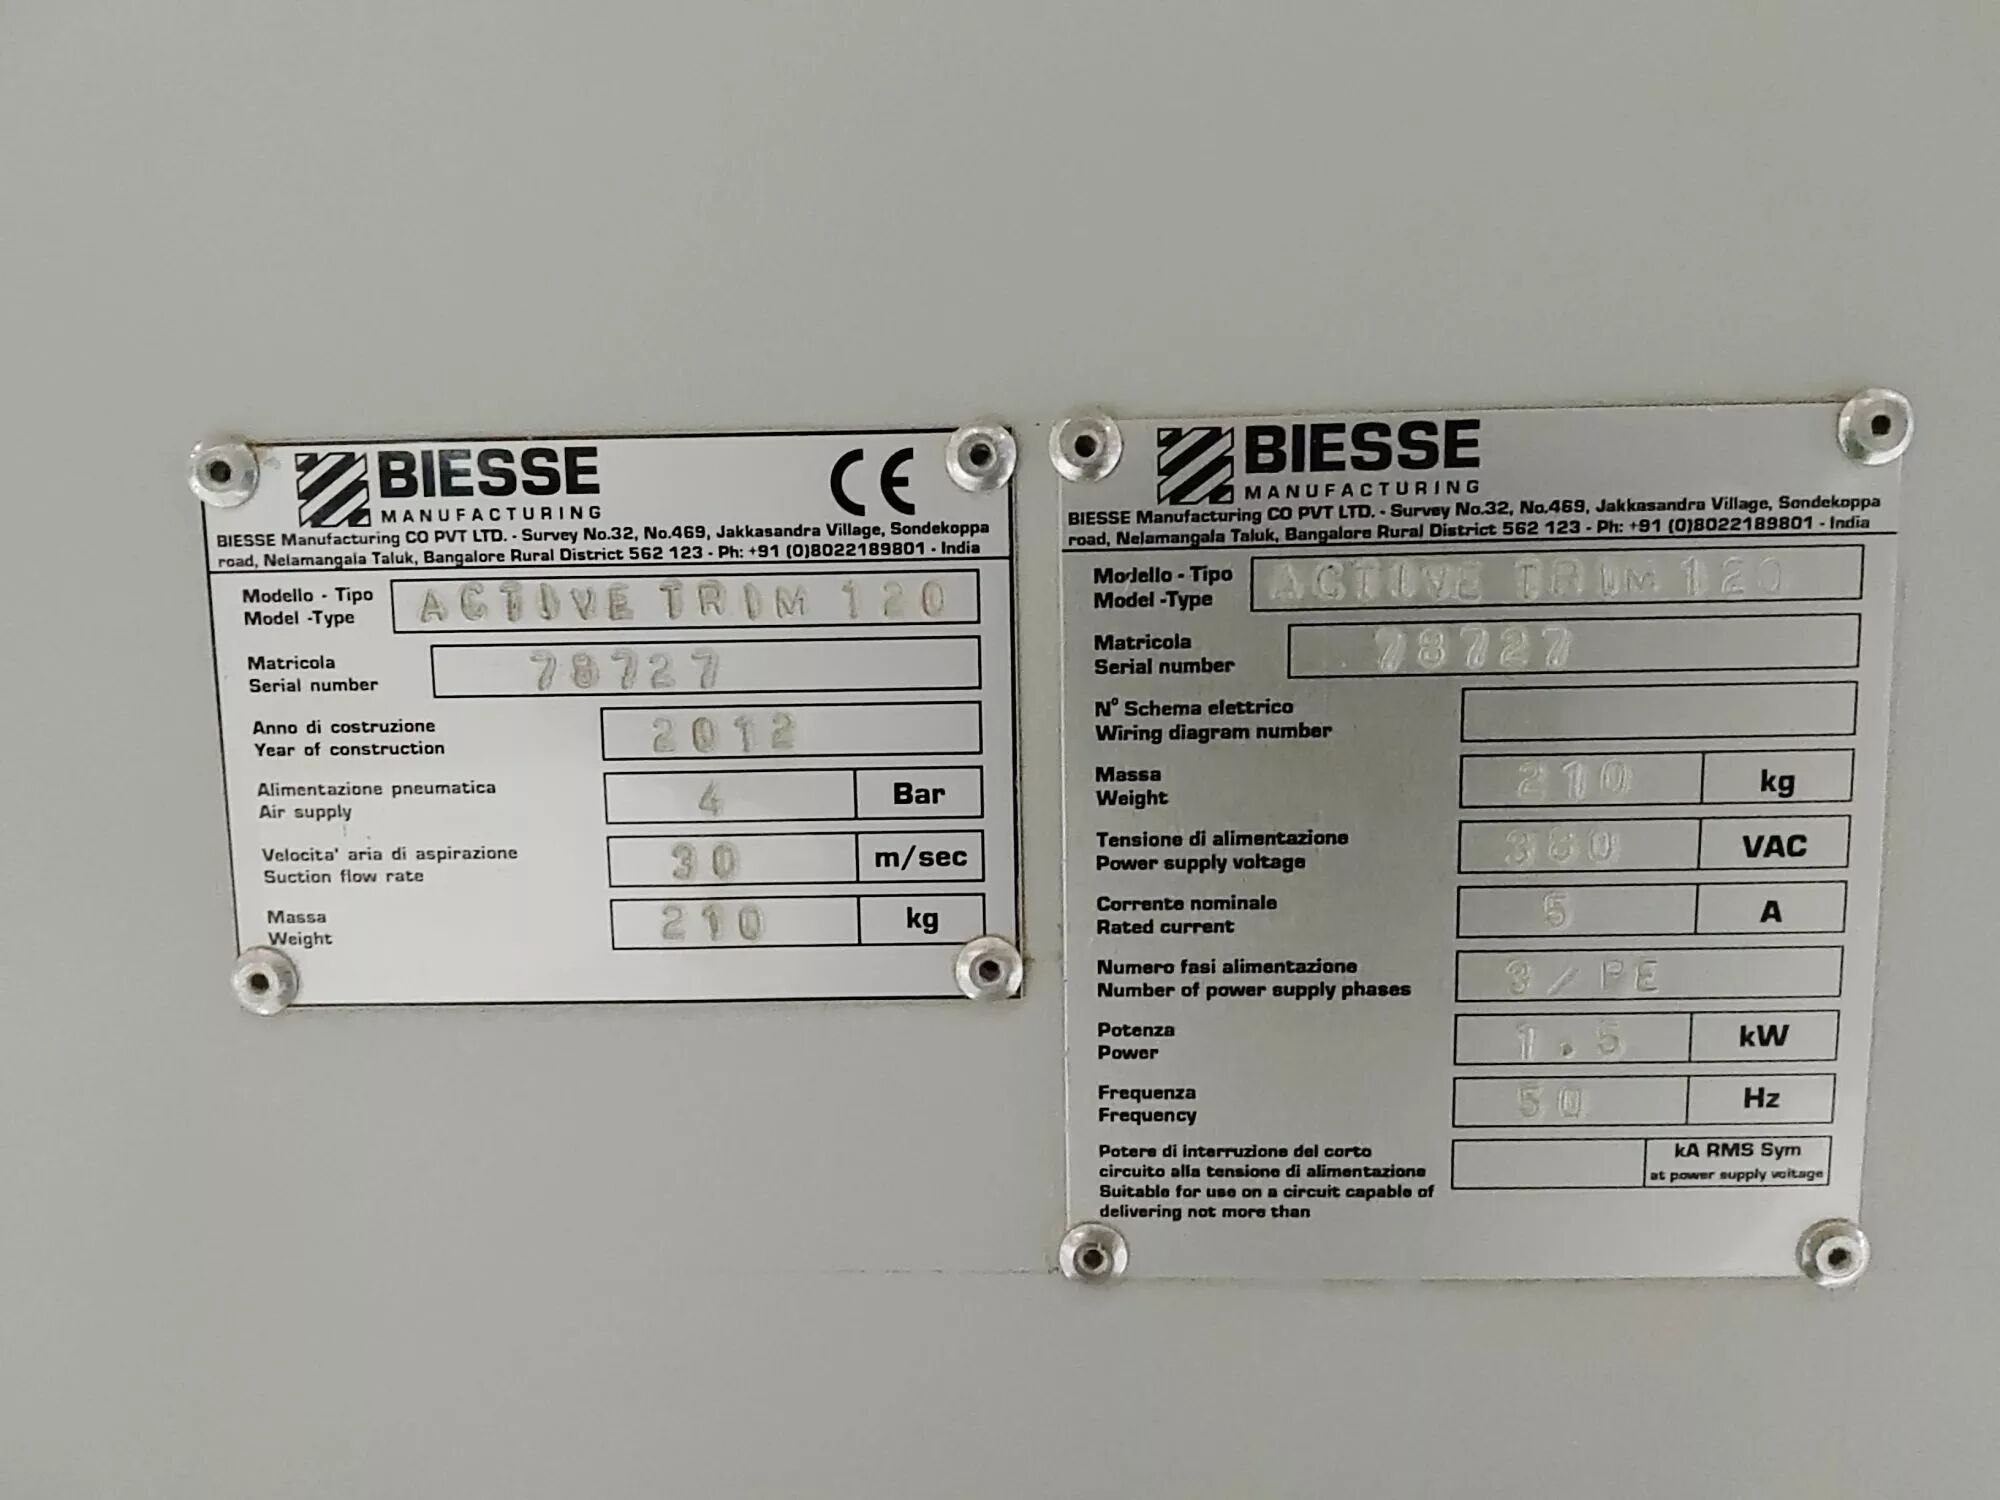 BIESSE
MANUFACTURING
CE
BIESSE Manufacturing CO PVT LTD. - Survey No.32, No.469, Jakkasandra Village, Sondekoppa
road, Nelamangala Taluk, Bangalore Rural District 562 123 - Ph: +91 (0)8022189801 - India
Modello - Tipo
Model -Type
ACTIVE TRIM 120
Matricola
Serial number
78727
Anno di costruzione
Year of construction
2012
Alimentazione pneumatica
Air supply
4 Bar
Velocita' aria di aspirazione
Suction flow rate
30 m/sec
Massa
Weight
210 kg
BIESSE
MANUFACTURING
BIESSE Manufacturing CO PVT LTD. - Survey No.32, No.469, Jakkasandra Village, Sondekoppa
road, Nelamangala Taluk, Bangalore Rural District 562 123 - Ph: +91 (0)8022189801 - India
Modello - Tipo
Model -Type
ACTIVE TRIM 120
Matricola
Serial number
78727
N° Schema elettrico
Wiring diagram number
Massa
Weight
210 kg
Tensione di alimentazione
Power supply voltage
VAC
Corrente nominale
Rated current
5 A
Numero fasi alimentazione
Number of power supply phases
3/PE
Potenza
Power
1.5 kW
Frequenza
Frequency
50 Hz
Potere di interruzione del corto
circuito alla tensione di alimentazione
Suitable for use on a circuit capable of
delivering not more than
kA RMS Sym
at power supply voltage